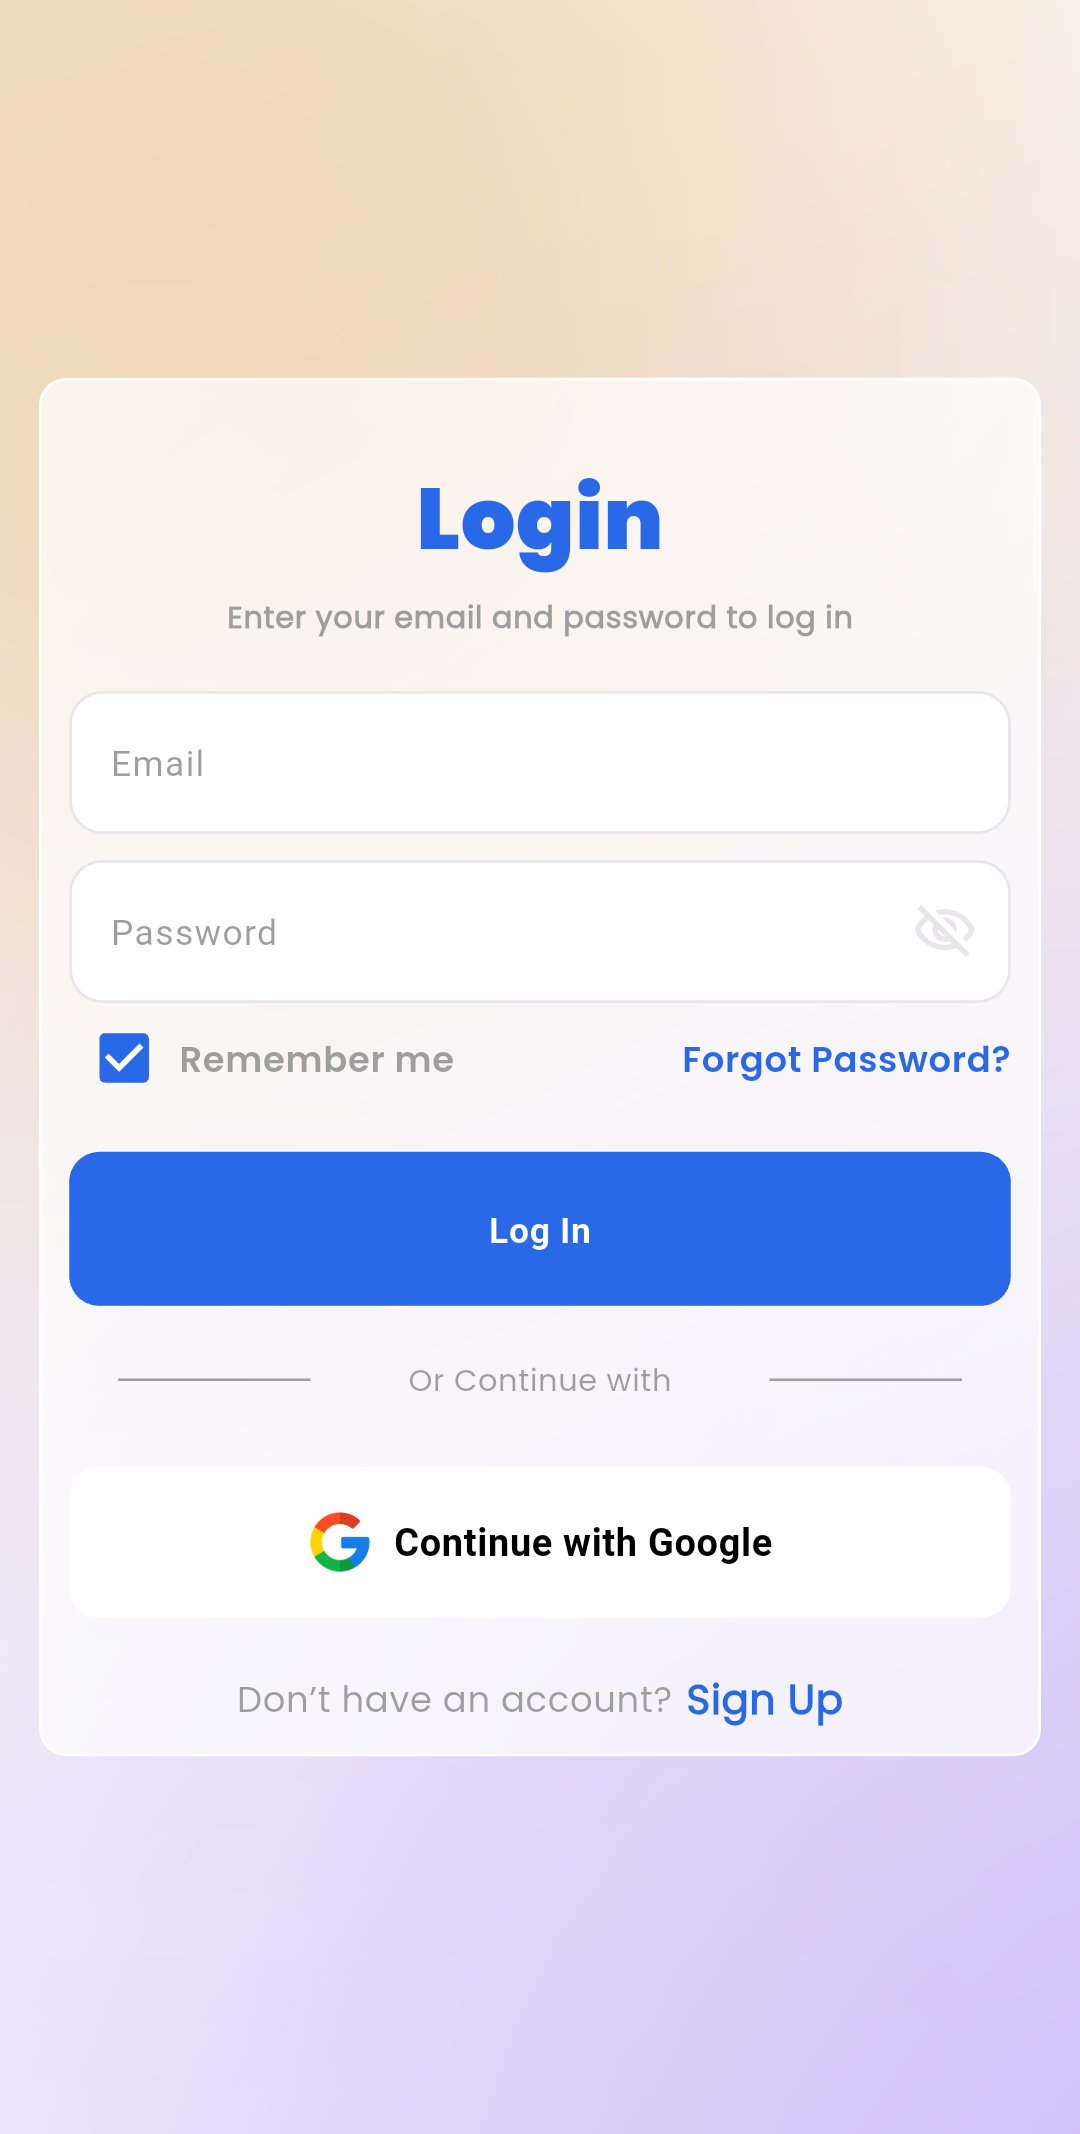 Login
Enter your email and password to log in
Email
Password
Remember me Forgot Password?
Log In
Or Continue with
Continue with Google
Don’t have an account? Sign Up